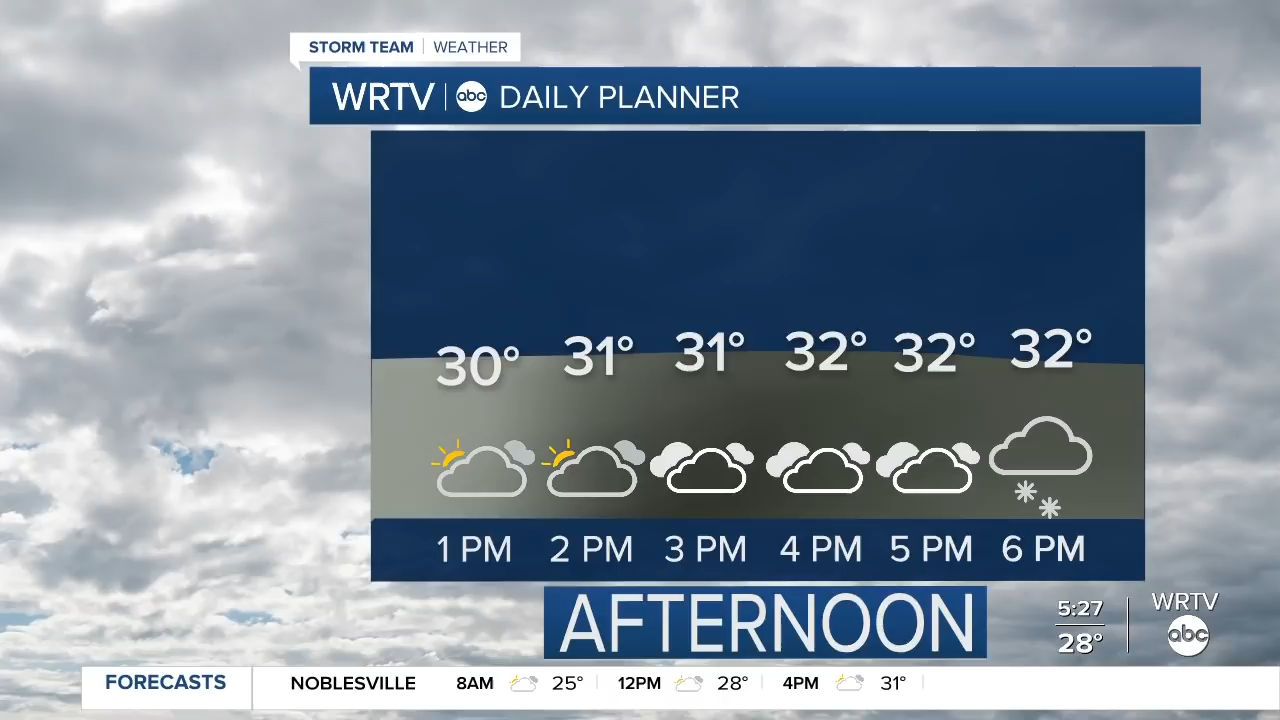 STORM TEAM | WEATHER
WRTV | abc DAILY PLANNER
30° 31° 31° 32° 32° 32°
1 PM 2 PM 3 PM 4 PM 5 PM 6 PM
AFTERNOON
5:27
28°
WRTV
abc
FORECASTS NOBLESVILLE 8AM 25° 12PM 28° 4PM 31°